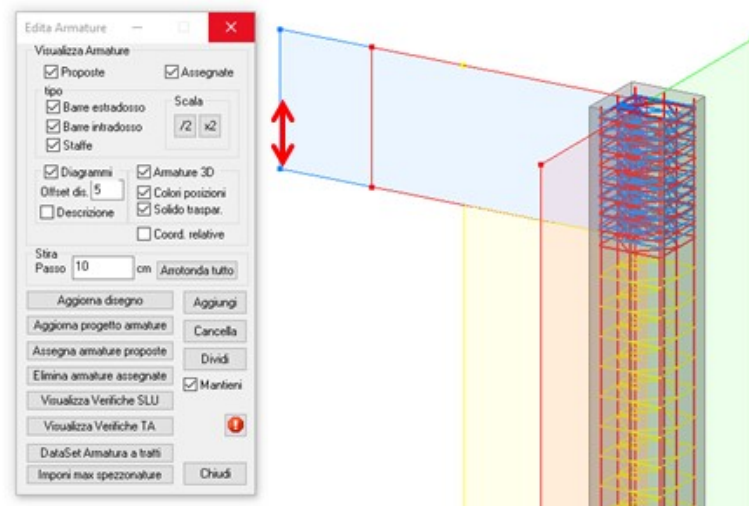 Edita Armature
Visualizza Armature
Proposte
Assegnate
tipo
Barre estradosso
Barre intradosso
Staffe
Scala
/2 x2
Diagrammi
Offset dis. 5
Descrizione
Armature 3D
Colori posizioni
Solido traspar.
Coord. relative
Stira
Passo 10 cm Arrotonda tutto
Aggiorna disegno
Aggiungi
Aggiorna progetto armature
Cancella
Assegna armature proposte
Dividi
Elimina armature assegnate
Mantieni
Visualizza Verifiche SLU
Visualizza Verifiche TA
DataSet Armatura a tratti
Imponi max spezzonature
Chiudi